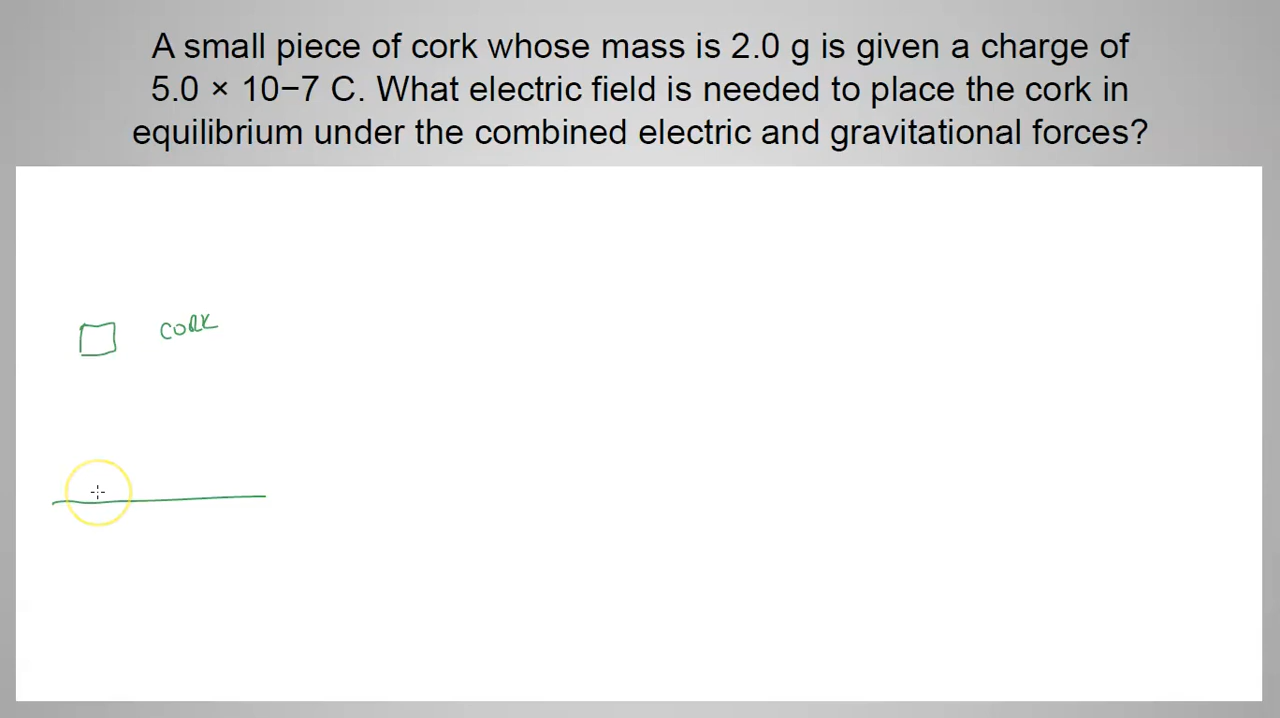 A small piece of cork whose mass is 2.0 g is given a charge of
5.0 × 10−7 C. What electric field is needed to place the cork in
equilibrium under the combined electric and gravitational forces?
CORK